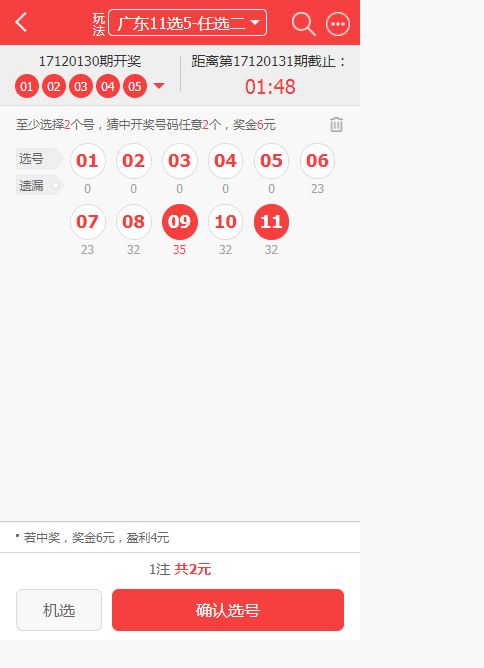 玩法 广东11选5-任选二
17120130期开奖
01 02 03 04 05
距离第17120131期截止：
01:48
至少选择2个号，猜中开奖号码任意2个，奖金6元
选号 01 02 03 04 05 06
遗漏 0 0 0 0 0 23
07 08 09 10 11
23 32 35 32 32
• 若中奖，奖金6元，盈利4元
1注 共2元
机选 确认选号